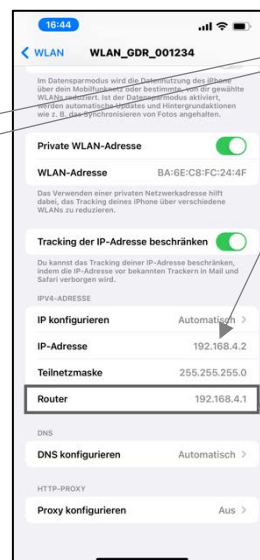 16:44
WLAN WLAN_GDR_001234
Im Datensparmodus wird die Datennutzung des iPhone
über dein Mobilfunknetz oder bestimmte, von dir gewählte
WLANs reduziert. Ist der Datensparmodus aktiviert,
werden automatische Updates und Hintergrundaktionen
wie z. B. das Synchronisieren von Fotos angehalten.
Private WLAN-Adresse
WLAN-Adresse BA:6E:C8:FC:24:4F
Das Verwenden einer privaten Netzwerkadresse hilft
dabei, das Tracking deines iPhone über verschiedene
WLANs zu reduzieren.
Tracking der IP-Adresse beschränken
Du kannst das Tracking deiner IP-Adresse beschränken,
indem die IP-Adresse vor bekannten Trackern in Mail und
Safari verborgen wird.
IPV4-ADRESSE
IP konfigurieren Automatisch >
IP-Adresse 192.168.4.2
Teilnetzmaske 255.255.255.0
Router 192.168.4.1
DNS
DNS konfigurieren Automatisch >
HTTP-PROXY
Proxy konfigurieren Aus >